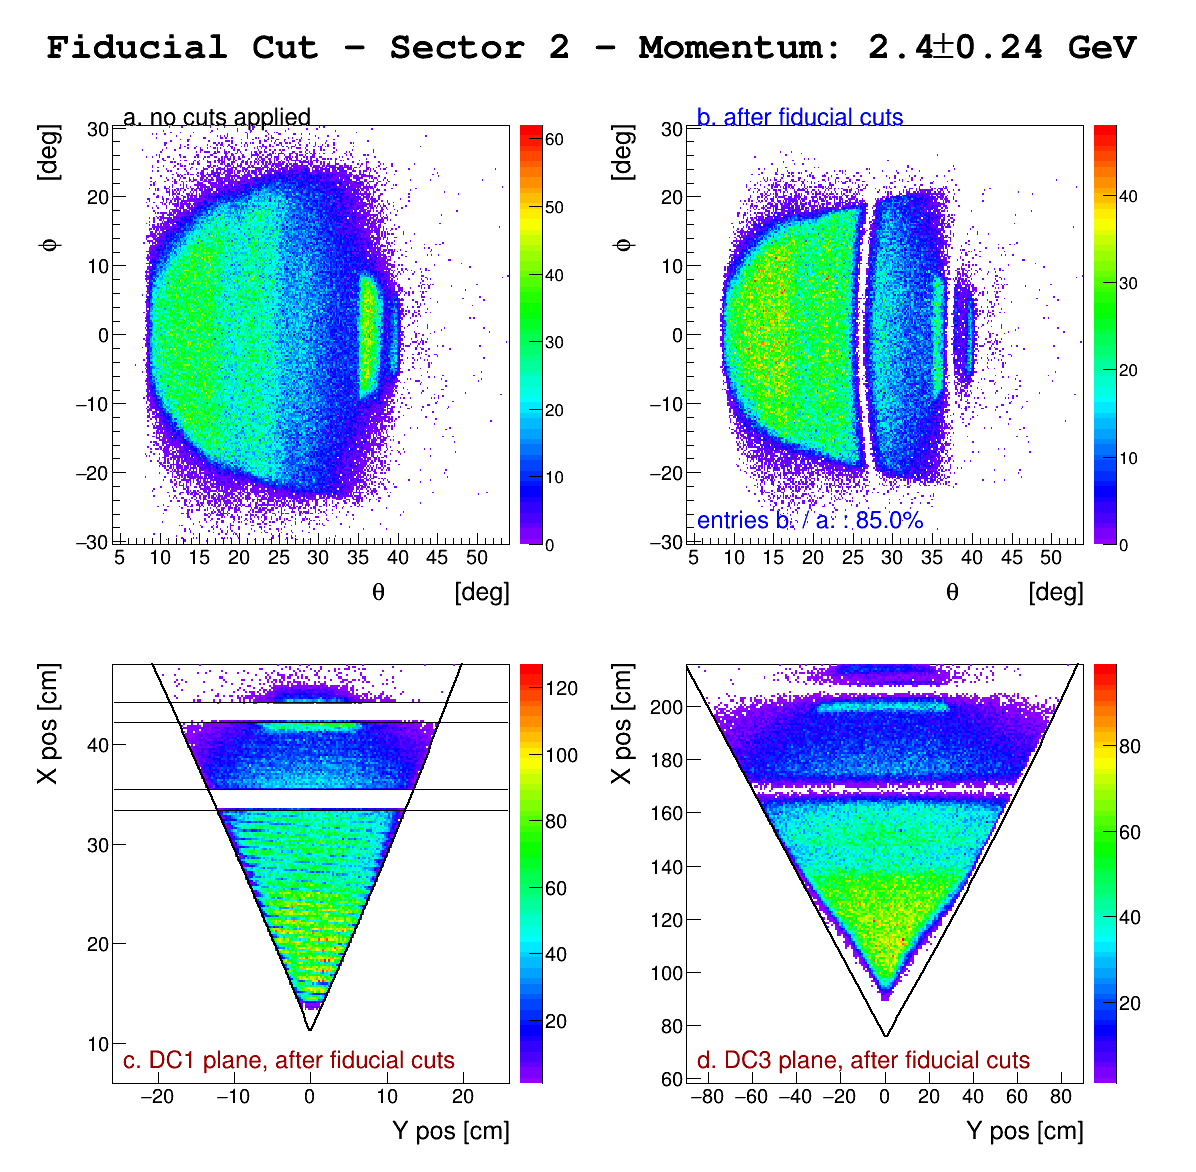 Fiducial Cut - Sector 2 - Momentum: 2.4±0.24 GeV
a. no cuts applied
ϕ [deg]
30
20
10
0
−10
−20
−30
5 10 15 20 25 30 35 40 45 50
θ [deg]
60
50
40
30
20
10
0
b. after fiducial cuts
ϕ [deg]
30
20
10
0
−10
−20
−30
entries b. / a. : 85.0%
5 10 15 20 25 30 35 40 45 50
θ [deg]
40
30
20
10
0
X pos [cm]
40
30
20
10
c. DC1 plane, after fiducial cuts
−20 −10 0 10 20
Y pos [cm]
120
100
80
60
40
20
X pos [cm]
200
180
160
140
120
100
80
60
d. DC3 plane, after fiducial cuts
−80 −60 −40 −20 0 20 40 60 80
Y pos [cm]
80
60
40
20